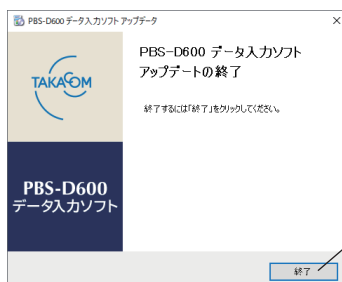 PBS-D600 データ入力ソフト アップデータ
PBS-D600 データ入力ソフト
アップデートの終了
終了するには「終了」をクリックしてください。
TAKACOM
PBS-D600
データ入力ソフト
終了